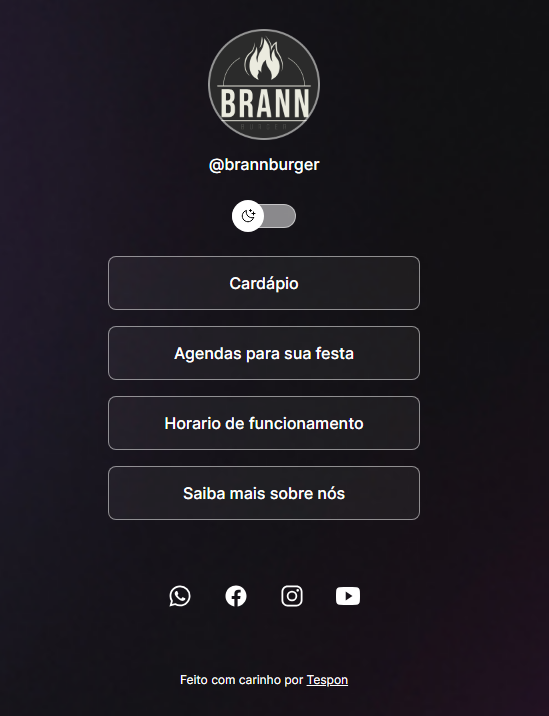 BRANN
BURGER
@brannburger
Cardápio
Agendas para sua festa
Horario de funcionamento
Saiba mais sobre nós
Feito com carinho por Tespon